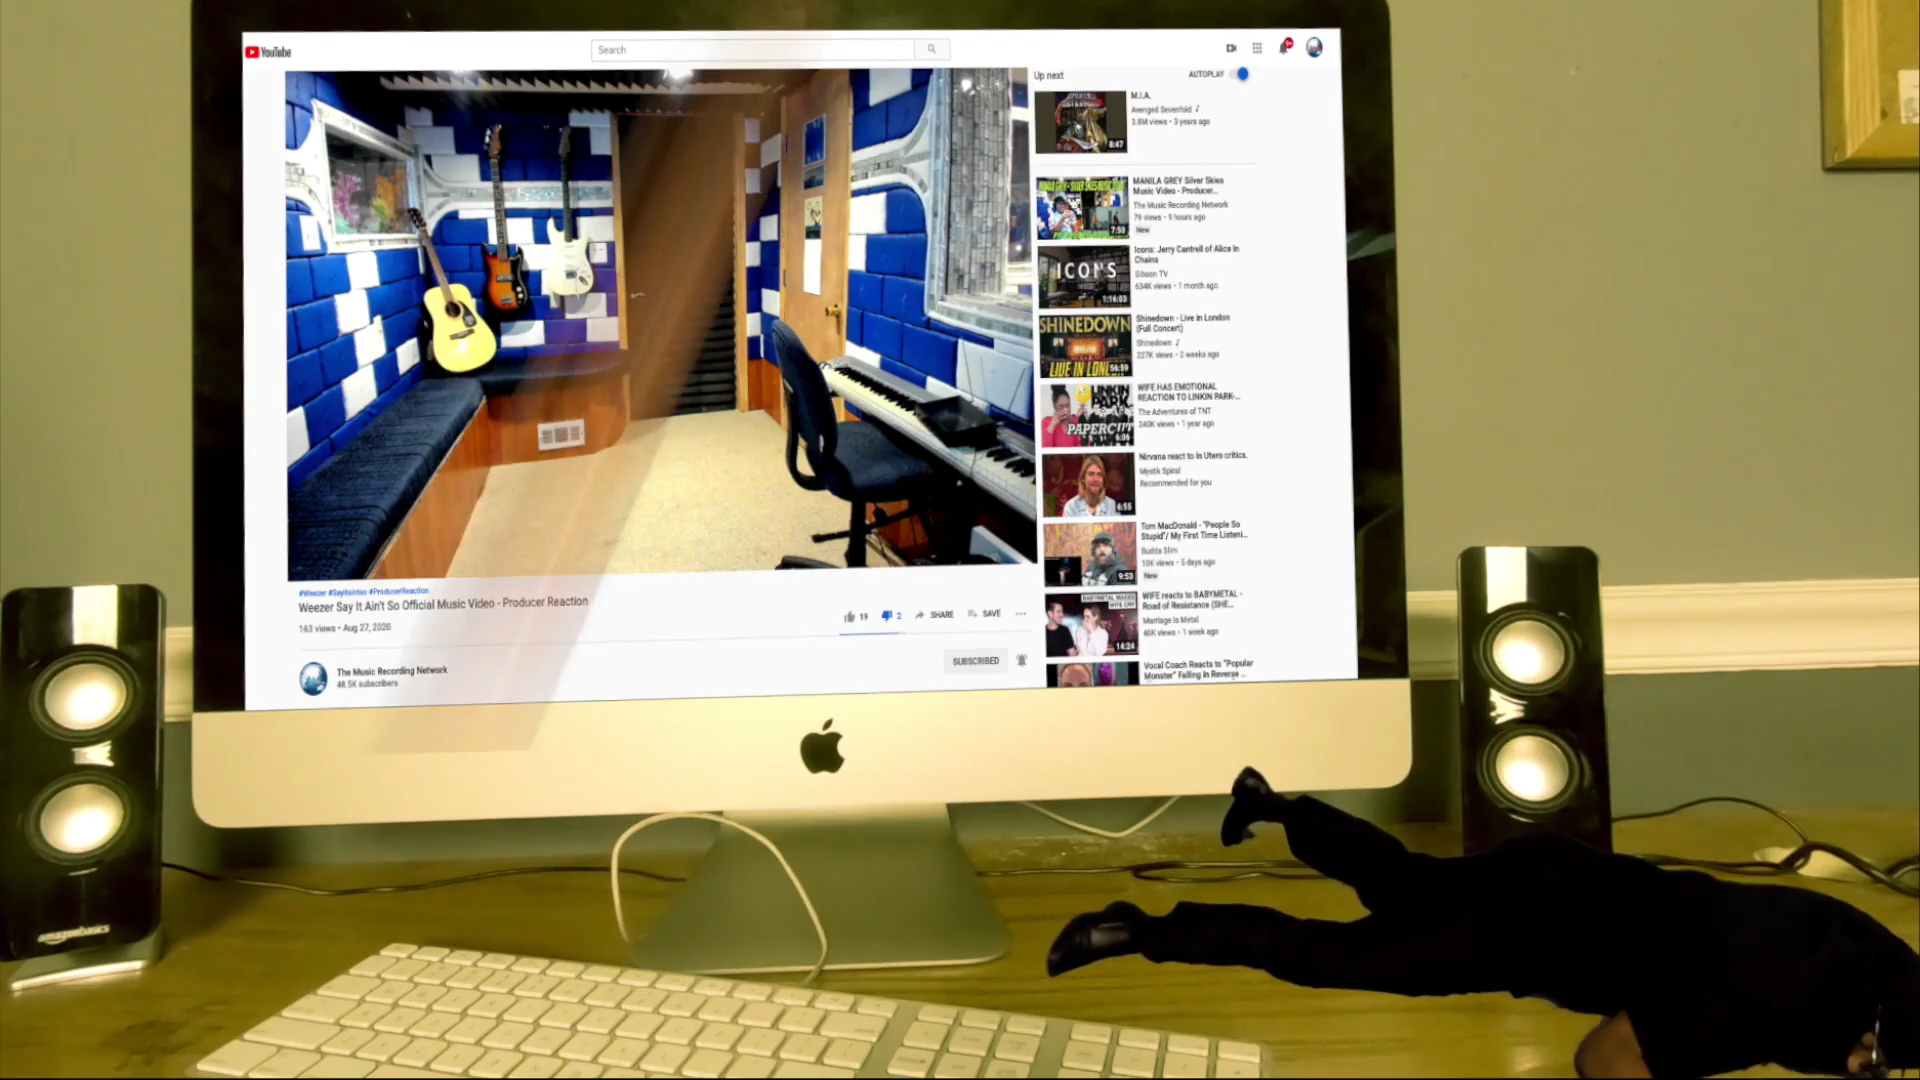 YouTube
Search
Up next
AUTOPLAY
M.I.A.
Avenged Sevenfold
3.8M views • 3 years ago
8:47
MANILA GREY Silver Skies
Music Video - Producer...
The Music Recording Network
79 views • 9 hours ago
New
7:50
Icons: Jerry Cantrell of Alice In
Chains
Gibson TV
634K views • 1 month ago
ICONS
1:16:03
Shinedown - Live in London
(Full Concert)
Shinedown
227K views • 2 weeks ago
SHINEDOWN
LIVE IN LON
56:59
WIFE HAS EMOTIONAL
REACTION TO LINKIN PARK-...
The Adventures of TNT
240K views • 1 year ago
LINKIN
PARK
PAPERCUT
6:06
Nirvana react to In Utero critics.
Mystik Spiral
Recommended for you
6:55
Tom MacDonald - "People So
Stupid"/ My First Time Listeni...
Budda Slim
10K views • 5 days ago
New
9:53
WIFE reacts to BABYMETAL -
Road of Resistance (SHE...
Marriage Is Metal
40K views • 1 week ago
BABYMETAL MAKES
WIFE CRY
14:24
Vocal Coach Reacts to "Popular
Monster" Falling In Reverse ...
#Weezer #SayItaintso #ProducerReaction
Weezer Say It Ain't So Official Music Video - Producer Reaction
163 views • Aug 27, 2020
19
2
SHARE
SAVE
The Music Recording Network
48.5K subscribers
SUBSCRIBED
amazonbasics